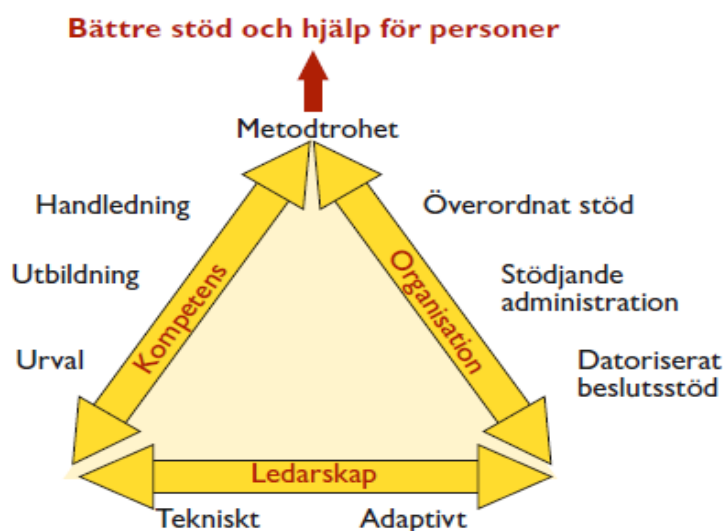 Bättre stöd och hjälp för personer
Metodtrohet
Handledning
Överordnat stöd
Utbildning
Stödjande
administration
Kompetens
Organisation
Urval
Datoriserat
beslutsstöd
Ledarskap
Tekniskt
Adaptivt